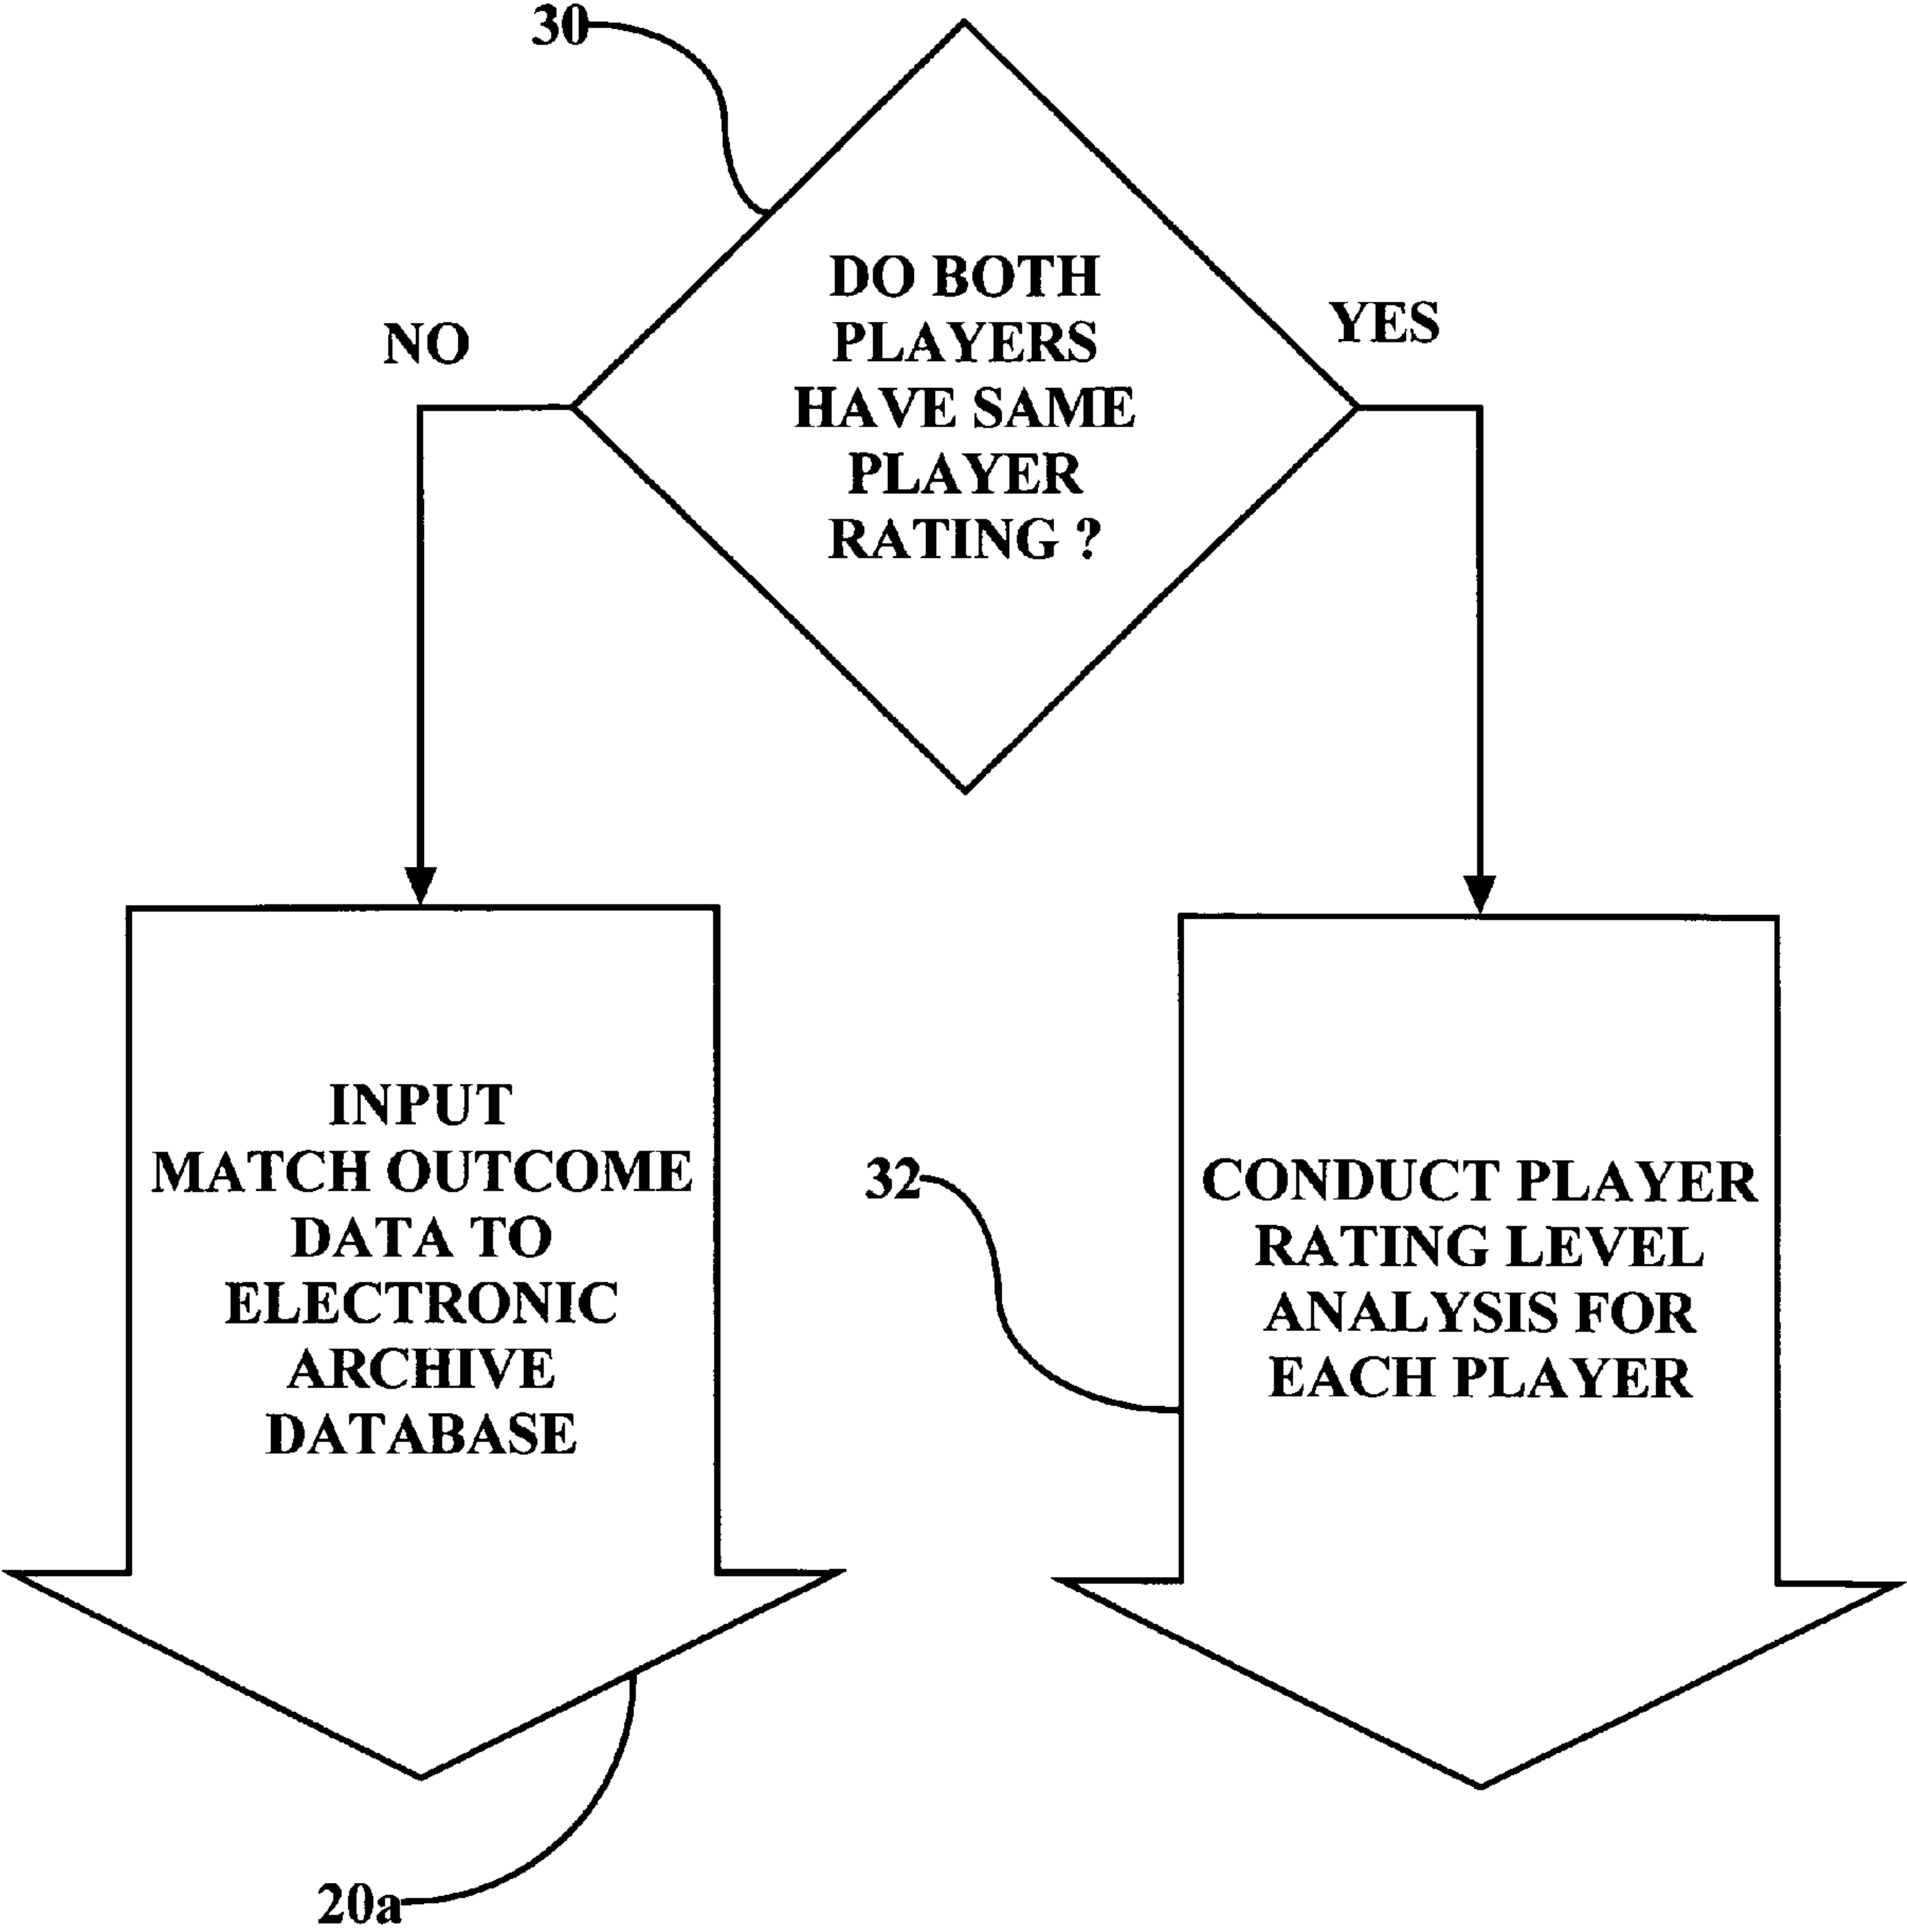 30
DO BOTH
PLAYERS
HAVE SAME
PLAYER
RATING ?
NO
YES
INPUT
MATCH OUTCOME
DATA TO
ELECTRONIC
ARCHIVE
DATABASE
32
CONDUCT PLAYER
RATING LEVEL
ANALYSIS FOR
EACH PLAYER
20a